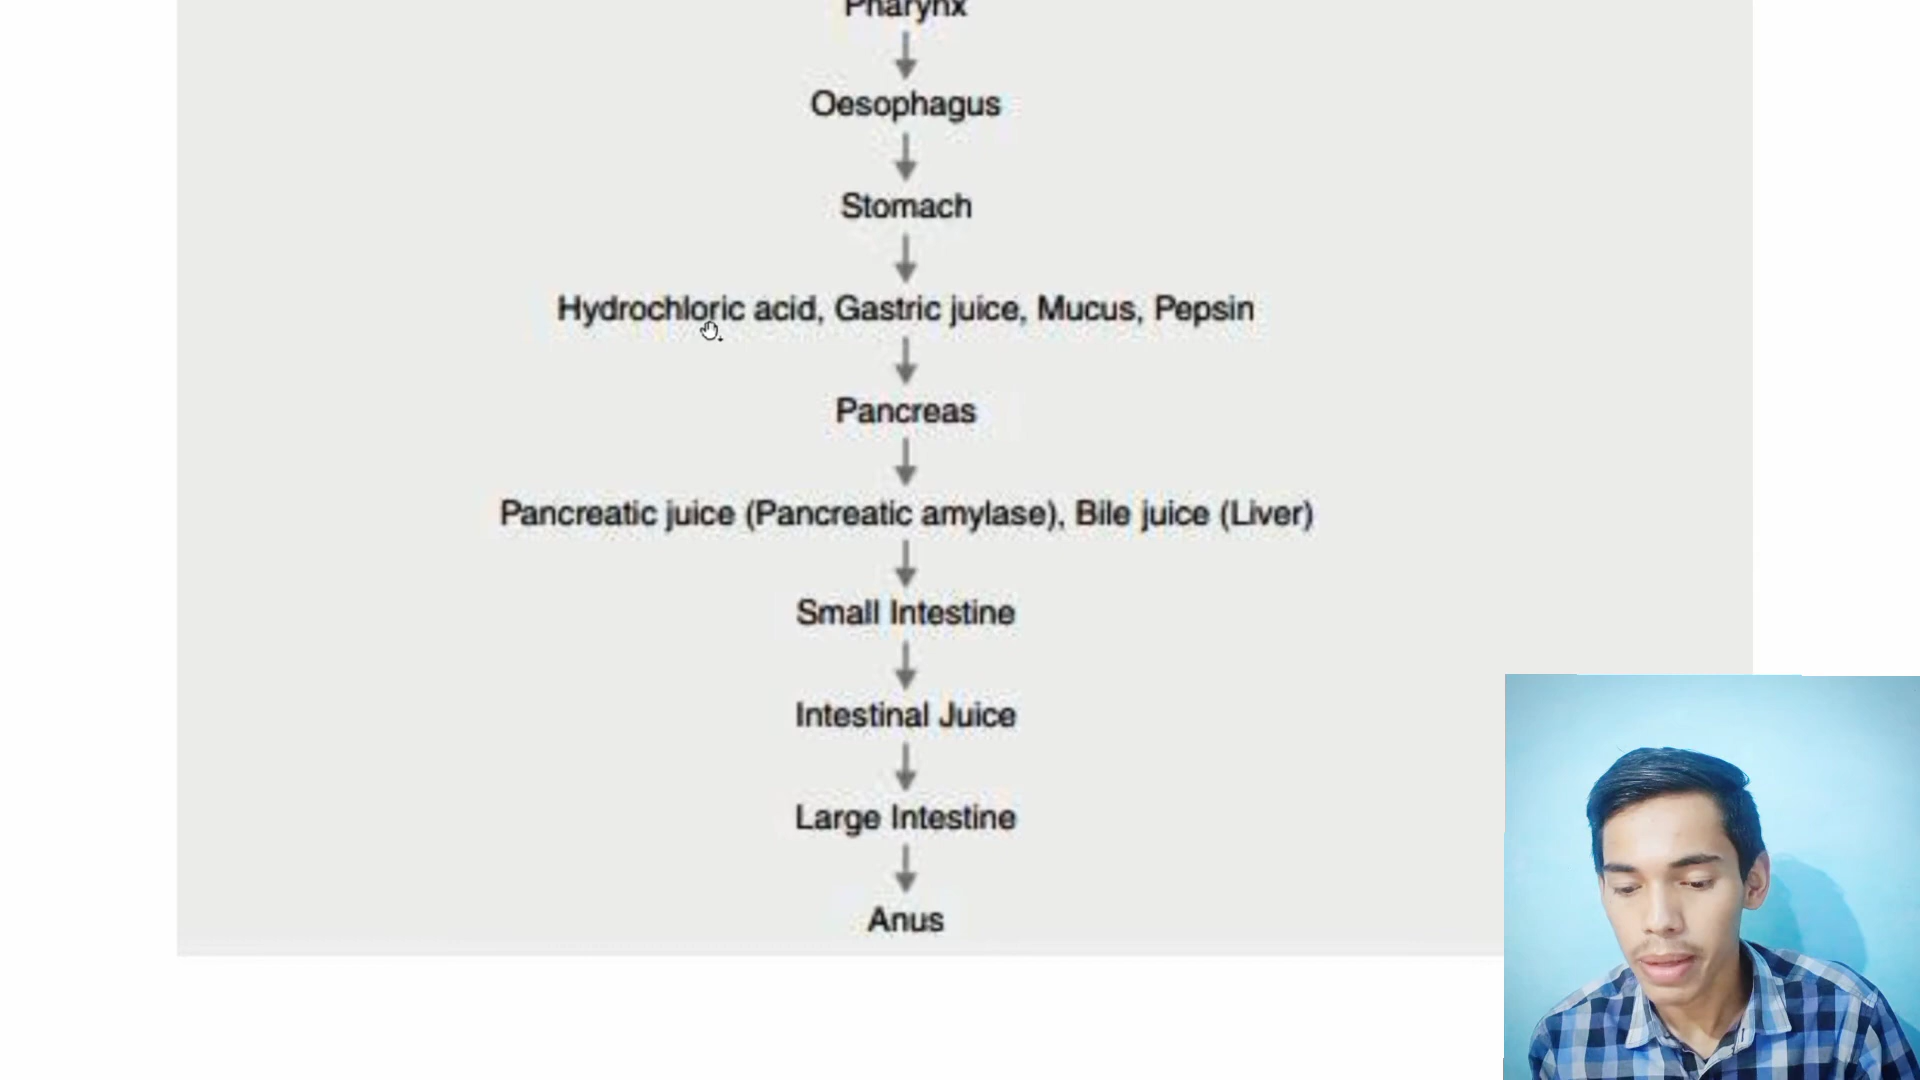 Pharynx
Oesophagus
Stomach
Hydrochloric acid, Gastric juice, Mucus, Pepsin
Pancreas
Pancreatic juice (Pancreatic amylase), Bile juice (Liver)
Small Intestine
Intestinal Juice
Large Intestine
Anus